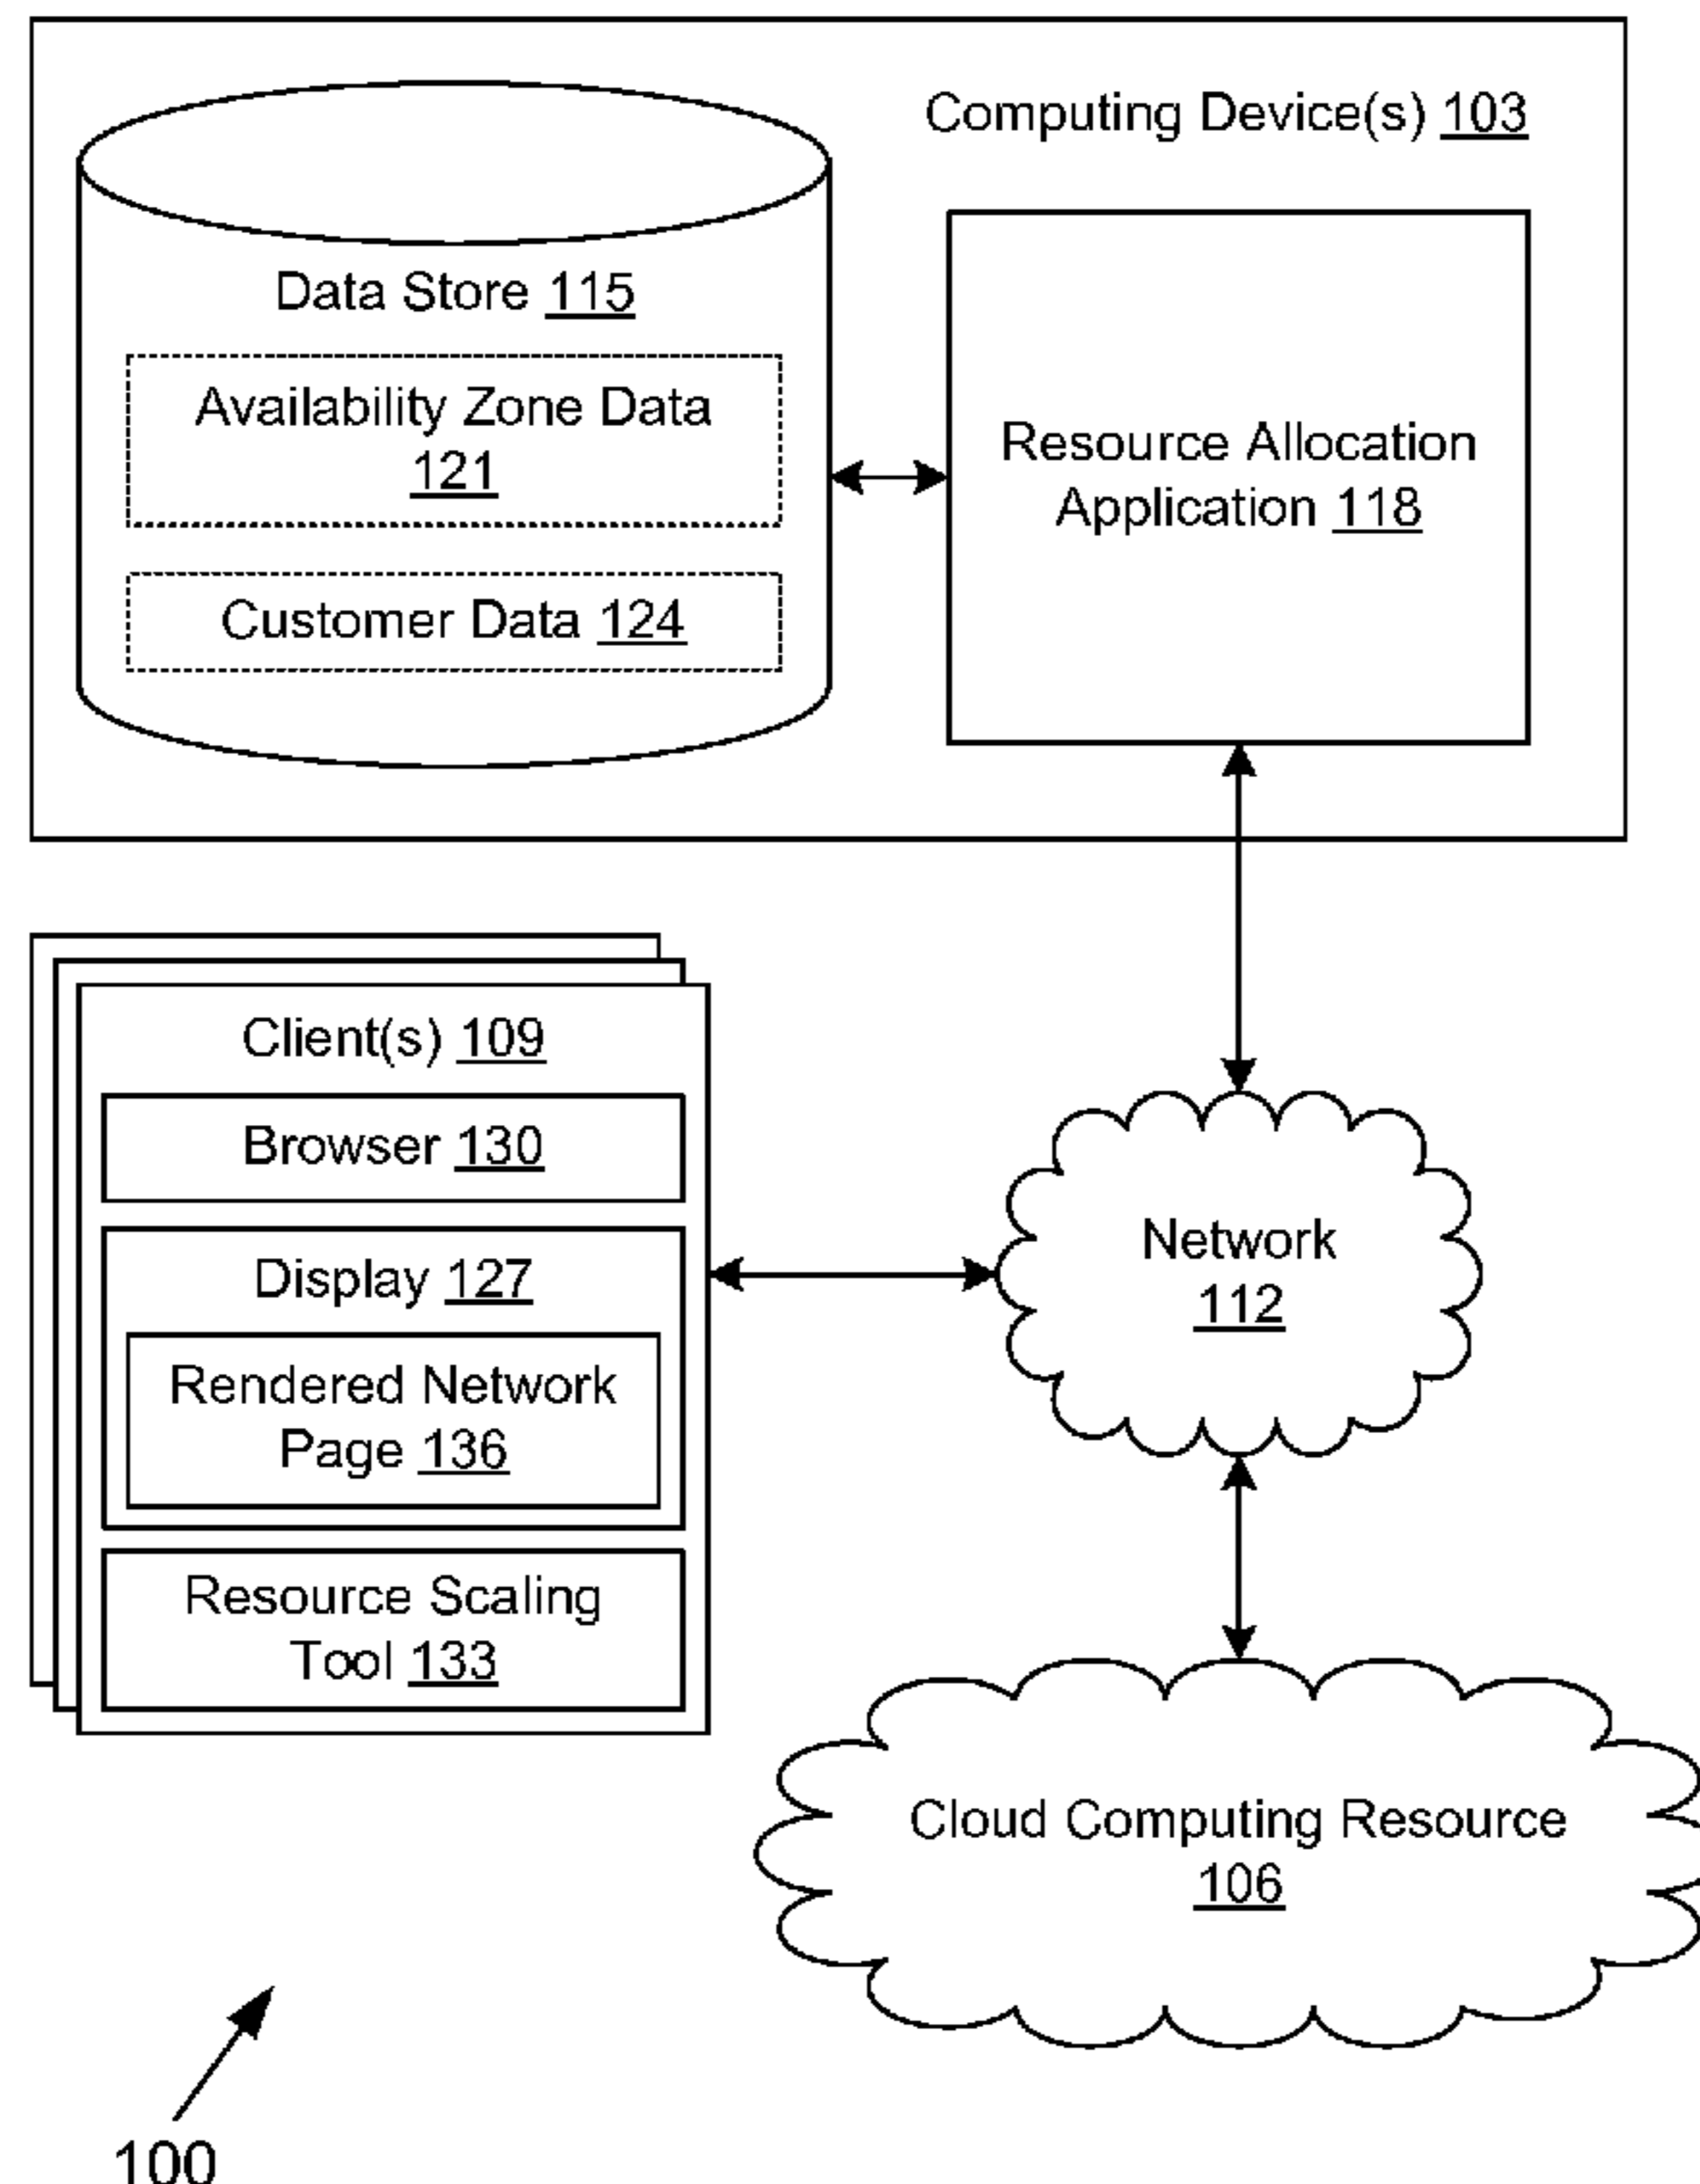 Computing Device(s) 103
Data Store 115
Availability Zone Data
121
Customer Data 124
Resource Allocation
Application 118
Client(s) 109
Browser 130
Display 127
Rendered Network
Page 136
Resource Scaling
Tool 133
Network
112
Cloud Computing Resource
106
100